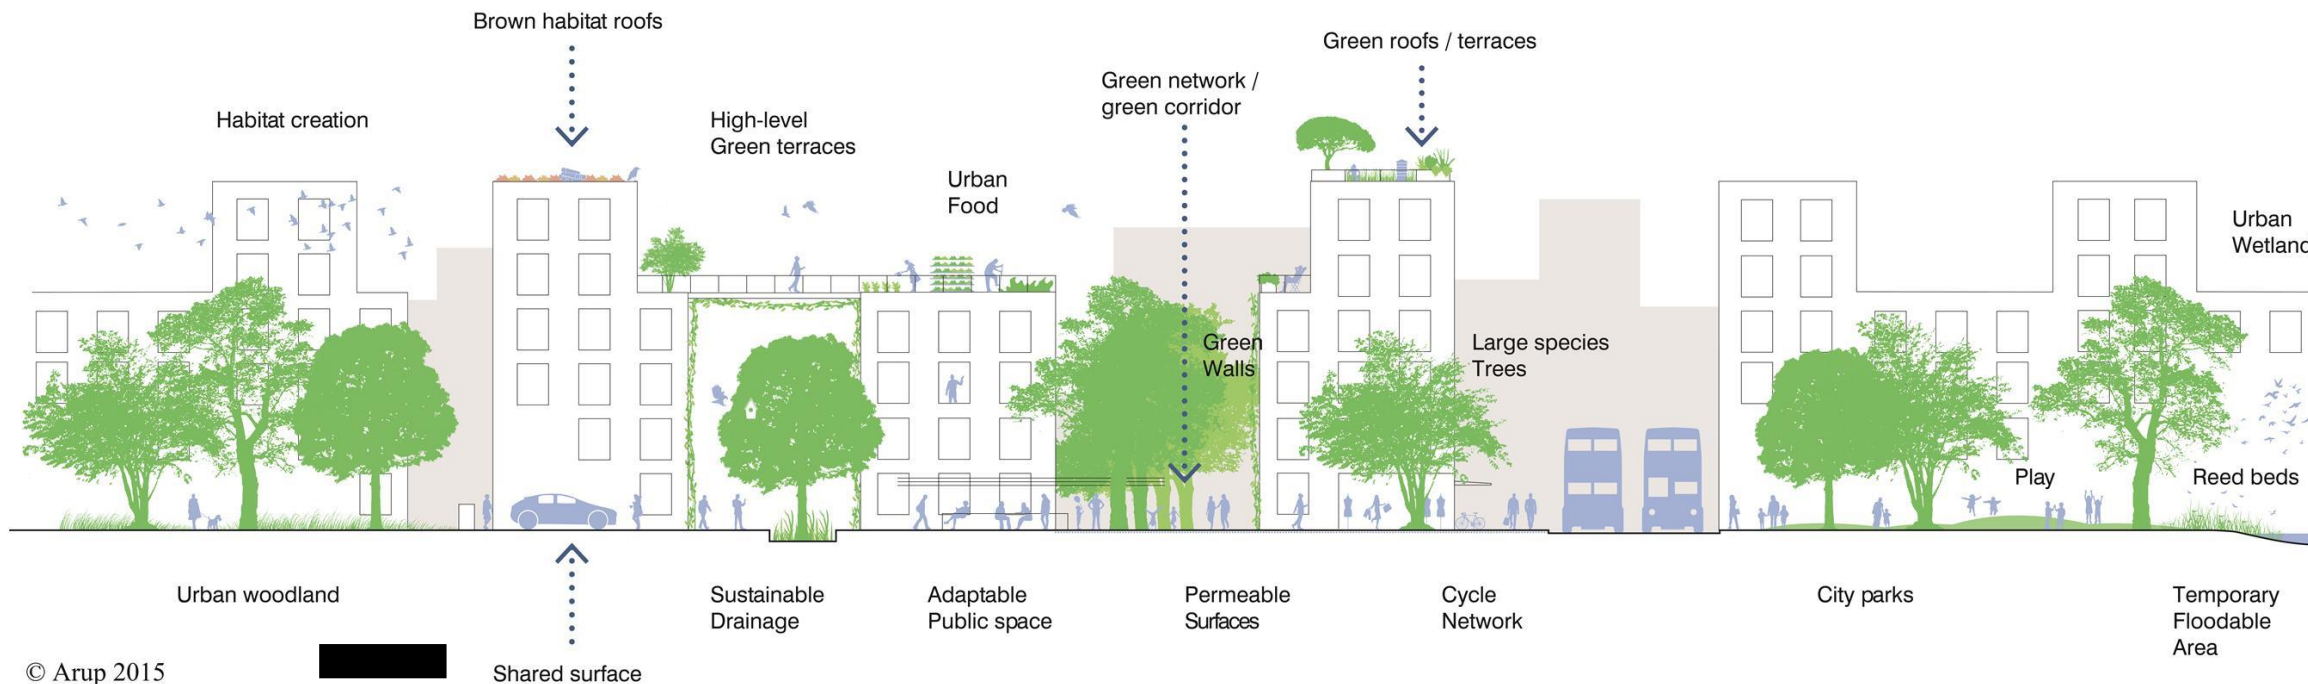 Brown habitat roofs
Green roofs / terraces
Green network /
green corridor
Habitat creation
High-level
Green terraces
Urban
Food
Urban
Wetland
Green
Walls
Large species
Trees
Play
Reed beds
Urban woodland
Sustainable
Drainage
Adaptable
Public space
Permeable
Surfaces
Cycle
Network
City parks
Temporary
Floodable
Area
Shared surface
© Arup 2015